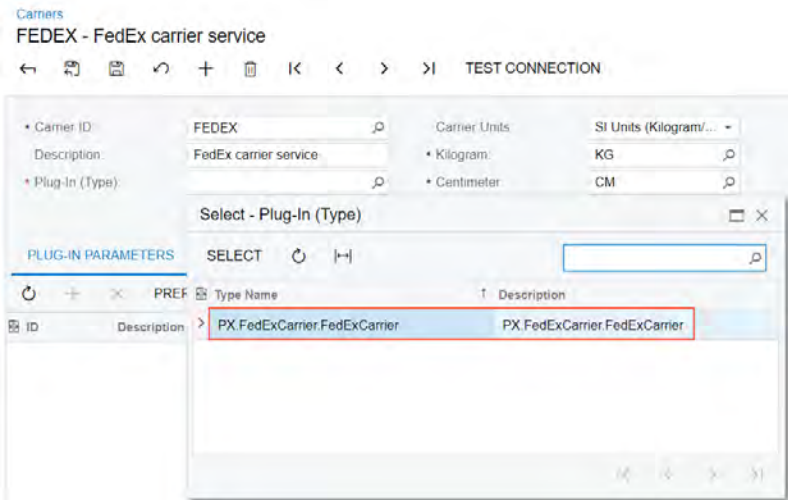 Carriers
FEDEX - FedEx carrier service
TEST CONNECTION
• Carrier ID: FEDEX Carrier Units: SI Units (Kilogram/...
Description: FedEx carrier service • Kilogram: KG
• Plug-In (Type): • Centimeter: CM
Select - Plug-In (Type)
PLUG-IN PARAMETERS SELECT
PREF Type Name Description
ID Description PX.FedExCarrier.FedExCarrier PX.FedExCarrier.FedExCarrier